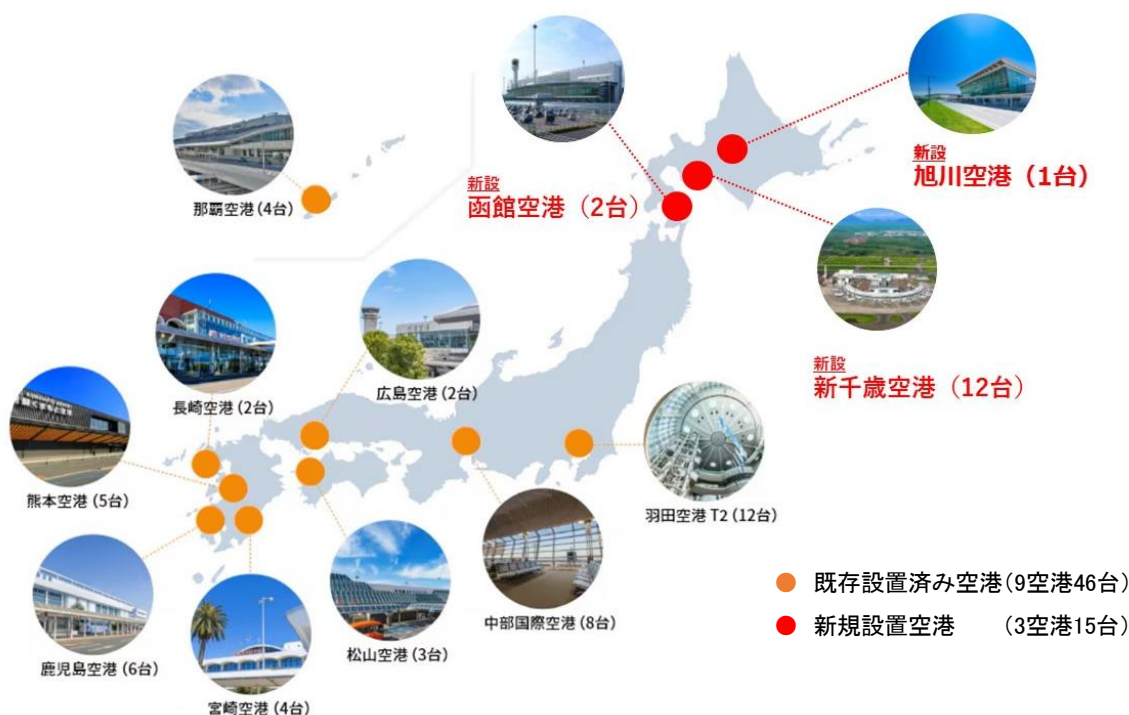 新設
旭川空港（1台）
新設
函館空港（2台）
那覇空港（4台）
新設
新千歳空港（12台）
長崎空港（2台）
広島空港（2台）
熊本空港（5台）
羽田空港 T2（12台）
鹿児島空港（6台）
宮崎空港（4台）
松山空港（3台）
中部国際空港（8台）
既存設置済み空港（9空港46台）
新規設置空港　　（3空港15台）